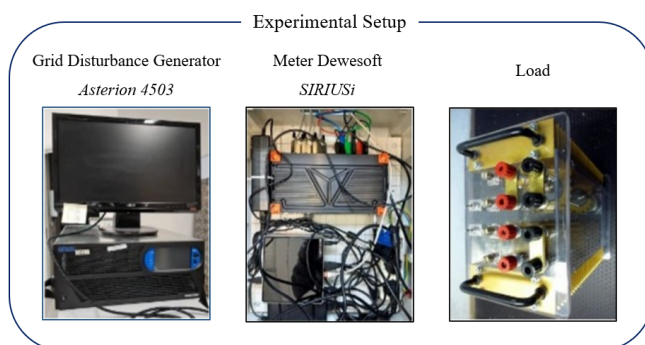 Experimental Setup
Grid Disturbance Generator
Asterion 4503
Meter Dewesoft
SIRIUSi
Load